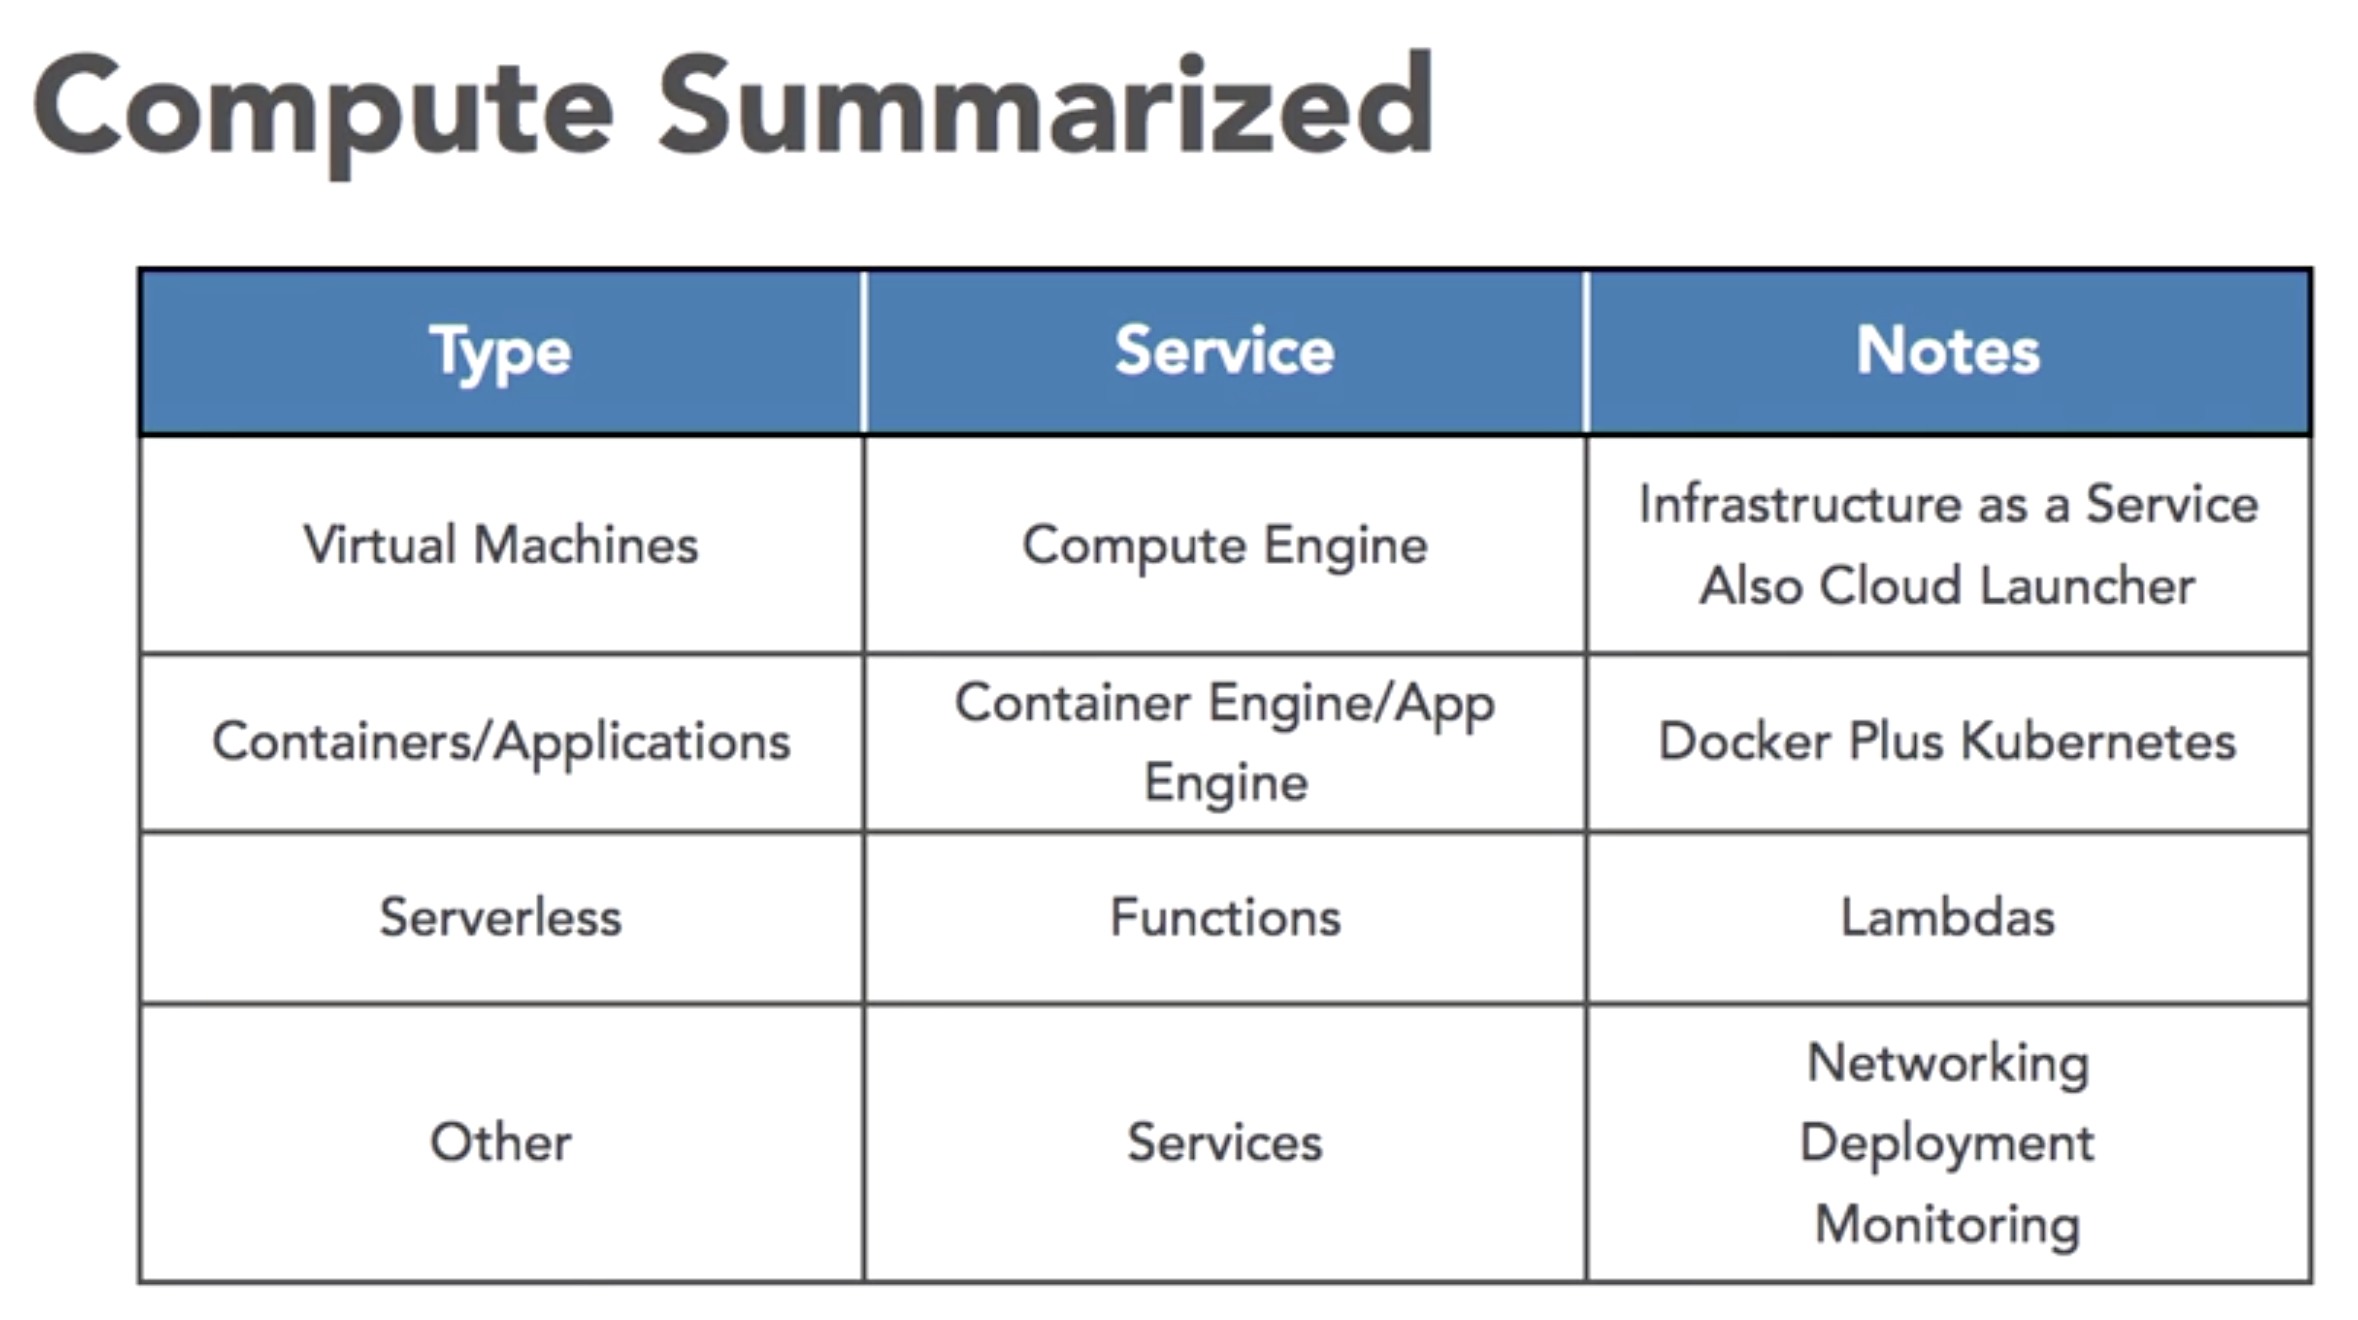 Compute Summarized
Type Service Notes
Virtual Machines Compute Engine Infrastructure as a Service
Also Cloud Launcher
Containers/Applications Container Engine/App
Engine Docker Plus Kubernetes
Serverless Functions Lambdas
Other Services Networking
Deployment
Monitoring